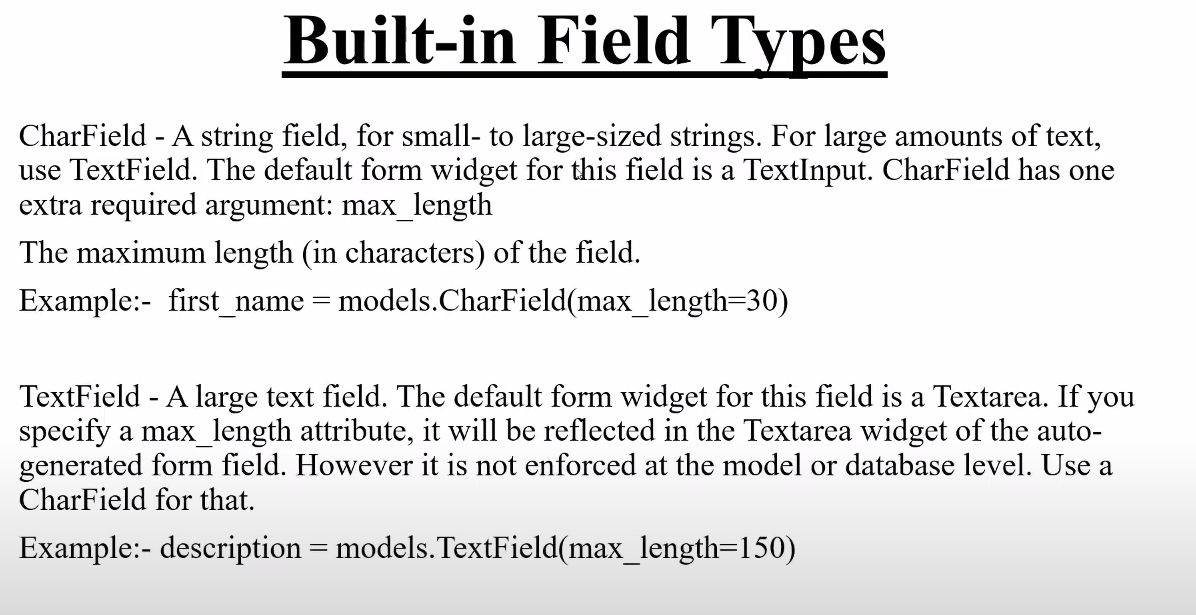 Built-in Field Types
CharField - A string field, for small- to large-sized strings. For large amounts of text,
use TextField. The default form widget for this field is a TextInput. CharField has one
extra required argument: max_length
The maximum length (in characters) of the field.
Example:- first_name = models.CharField(max_length=30)
TextField - A large text field. The default form widget for this field is a Textarea. If you
specify a max_length attribute, it will be reflected in the Textarea widget of the auto-
generated form field. However it is not enforced at the model or database level. Use a
CharField for that.
Example:- description = models.TextField(max_length=150)